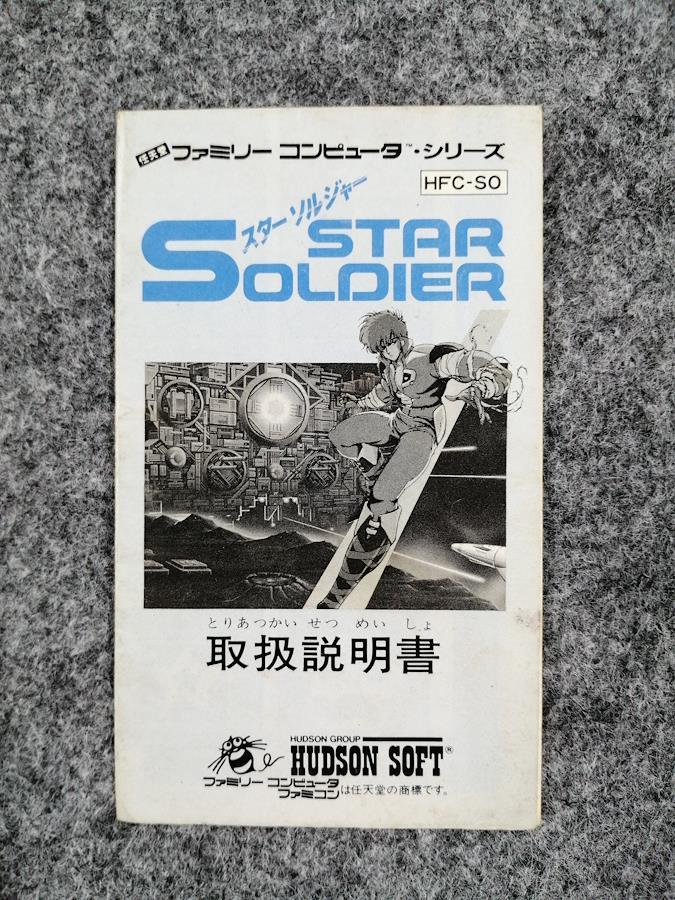 任天堂 ファミリー コンピュータ™・シリーズ
HFC-SO
スターソルジャー
STAR
SOLDIER
とりあつかい せつ めい しょ
取扱説明書
HUDSON GROUP
HUDSON SOFT®
ファミリー コンピュータ
ファミコン は任天堂の商標です。